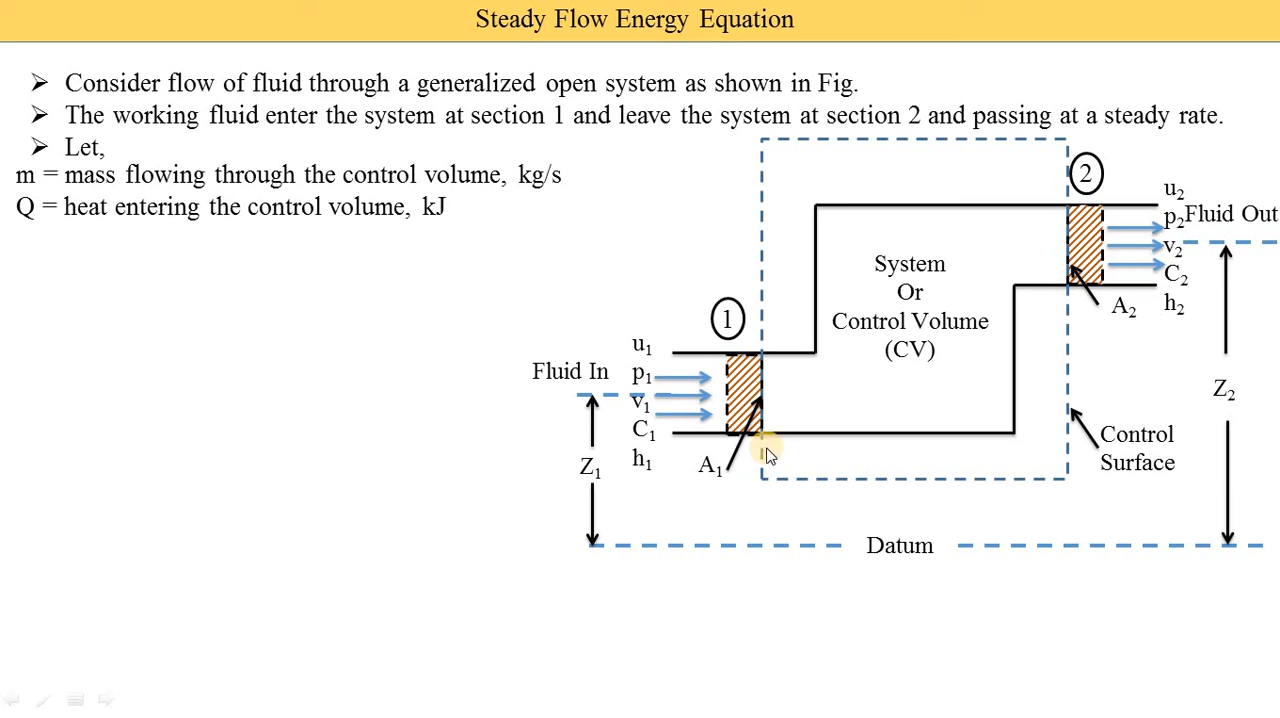 Steady Flow Energy Equation
➢ Consider flow of fluid through a generalized open system as shown in Fig.
➢ The working fluid enter the system at section 1 and leave the system at section 2 and passing at a steady rate.
➢ Let,
m = mass flowing through the control volume, kg/s
Q = heat entering the control volume, kJ
2
u₂
p₂Fluid Out
v₂
C₂
h₂
A₂
System
Or
Control Volume
(CV)
1
u₁
Fluid In
p₁
v₁
C₁
h₁
A₁
Z₁
Z₂
Control
Surface
Datum